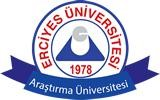 ERCİYES ÜNİVERSİTESİ
1978
Araştırma Üniversitesi